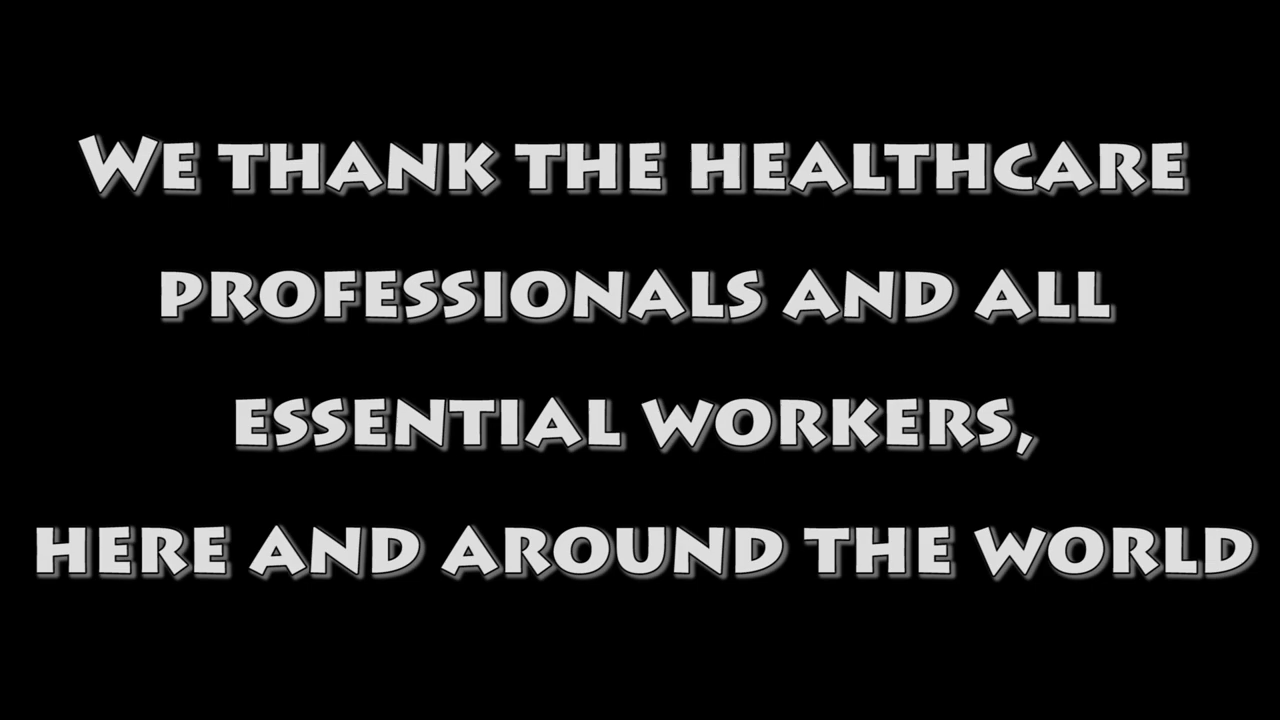 We thank the healthcare
professionals and all
essential workers,
here and around the world